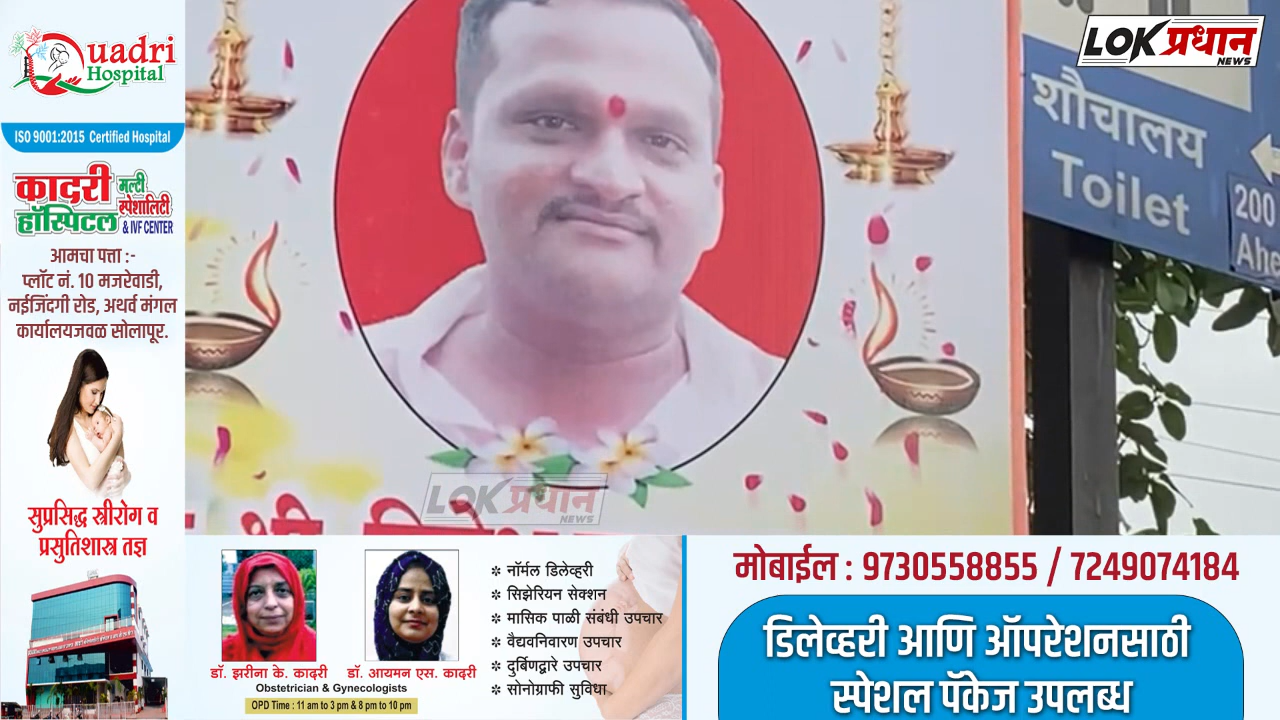 Quadri
Hospital
ISO 9001:2015 Certified Hospital
कादरी मल्टी
हॉस्पिटल स्पेशालिटी
& IVF CENTER
आमचा पत्ता :-
प्लॉट नं. 10 मजरेवाडी,
नईजिंदगी रोड, अथर्व मंगल
कार्यालयजवळ सोलापूर.
सुप्रसिद्ध स्त्रीरोग व
प्रसुतिशास्त्र तज्ञ
LOK प्रधान
NEWS
शौचालय
Toilet
200
LOK प्रधान
NEWS
डॉ. झरीना के. कादरी
डॉ. आयमन एस. कादरी
Obstetrician & Gynecologists
OPD Time : 11 am to 3 pm & 8 pm to 10 pm
❇ नॉर्मल डिलेव्हरी
❇ सिझेरियन सेक्शन
❇ मासिक पाळी संबंधी उपचार
❇ वैद्यवनिवारण उपचार
❇ दुर्बिणद्वारे उपचार
❇ सोनोग्राफी सुविधा
मोबाईल : 9730558855 / 7249074184
डिलेव्हरी आणि ऑपरेशनसाठी
स्पेशल पॅकेज उपलब्ध